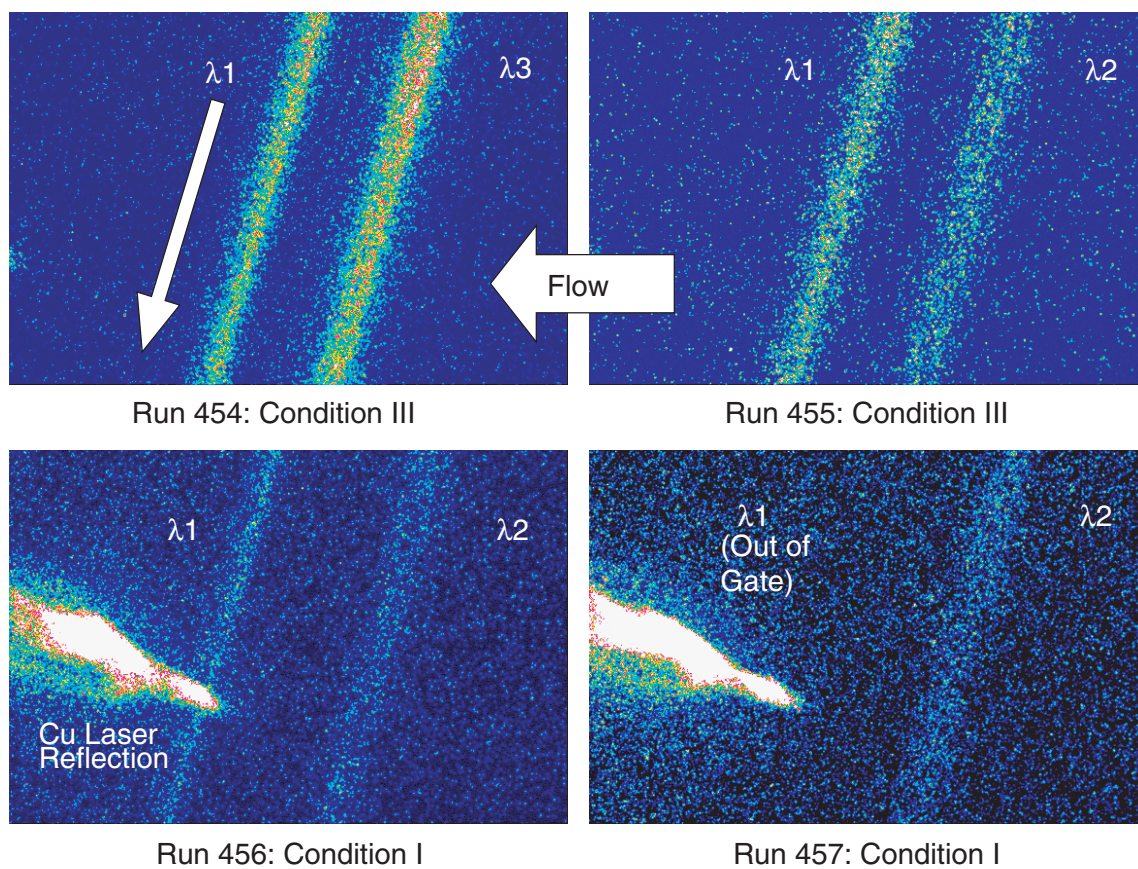 λ1
λ3
λ1
λ2
Flow
Run 454: Condition III
Run 455: Condition III
λ1
λ2
Cu Laser
Reflection
λ1
(Out of
Gate)
λ2
Run 456: Condition I
Run 457: Condition I